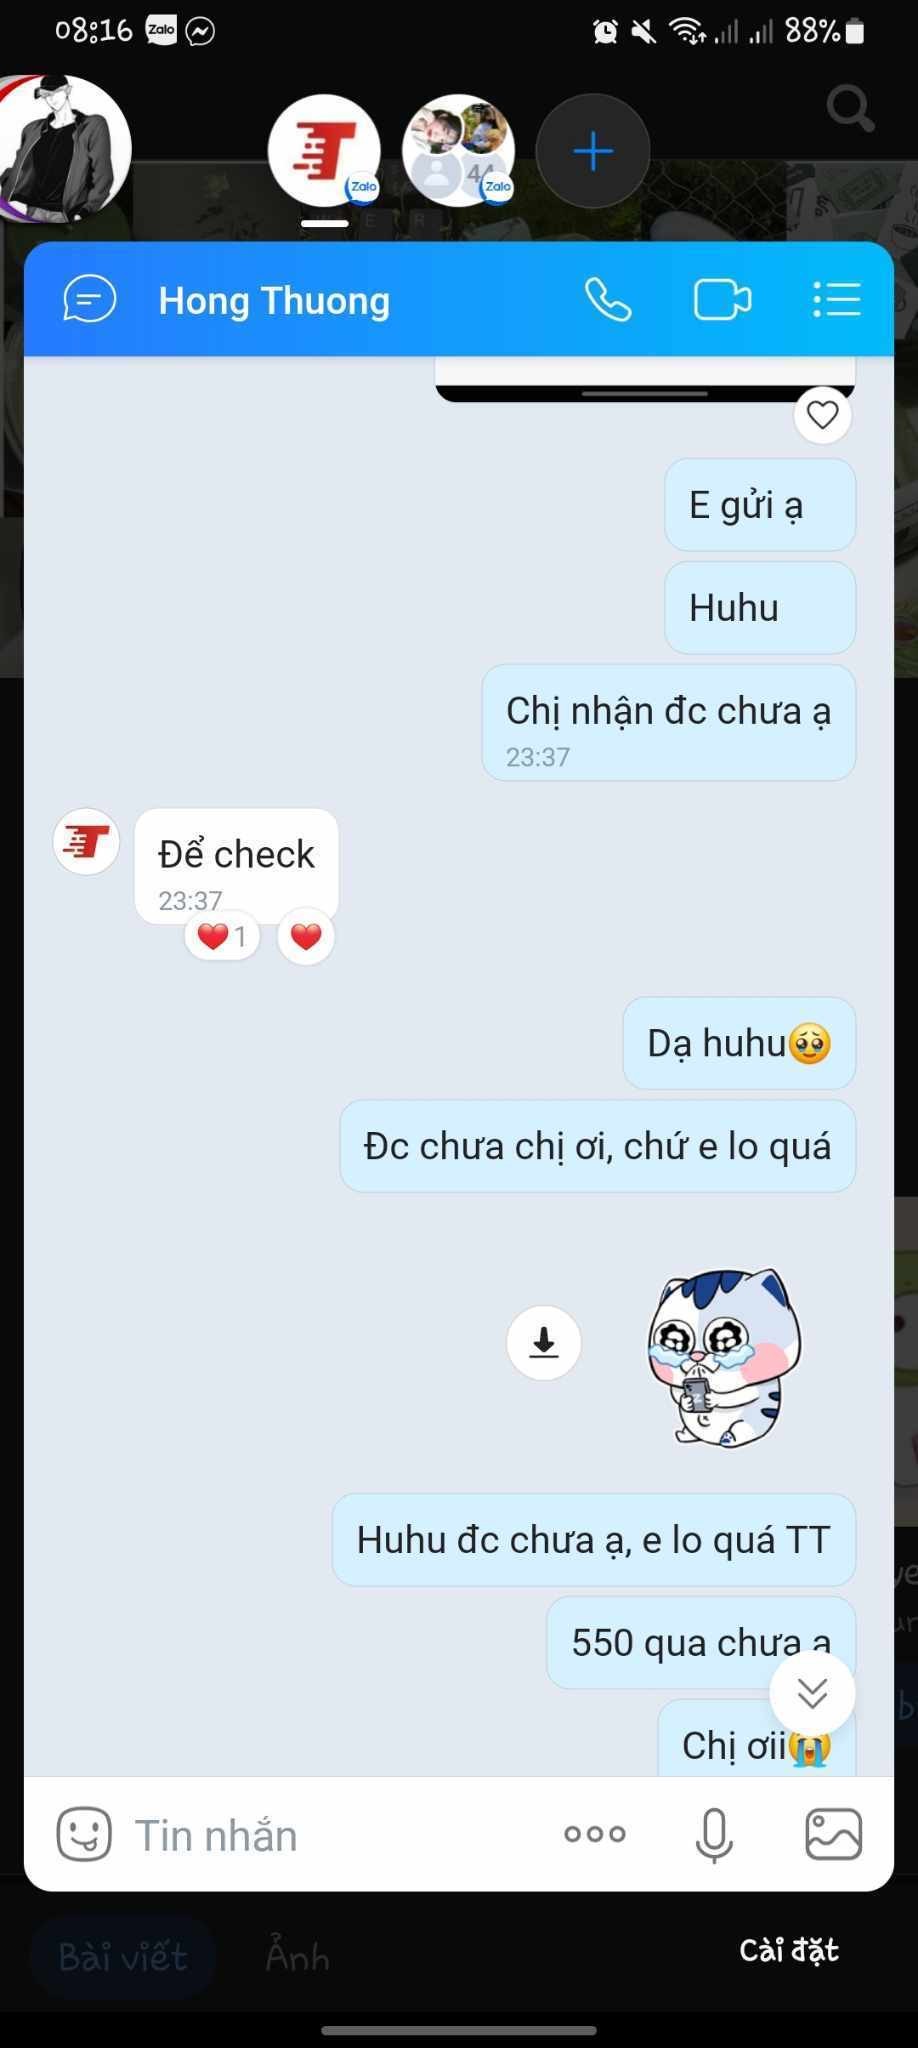 08:16 Zalo
88%
T Zalo
44 Zalo
E R
Hong Thuong
E gửi ạ
Huhu
Chị nhận đc chưa ạ
23:37
T
Để check
23:37
❤️ 1 ❤️
Dạ huhu🥹
Đc chưa chị ơi, chứ e lo quá
Huhu đc chưa ạ, e lo quá TT
550 qua chưa ạ
Chị ơii😭
Tin nhắn
Bài viết
Ảnh
Cài đặt